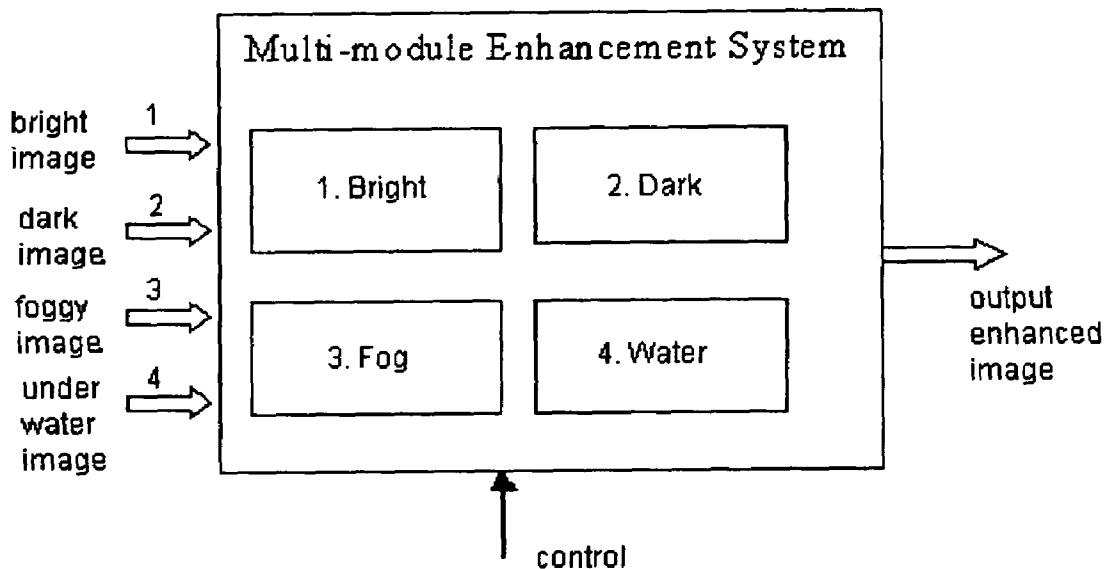 Multi-module Enhancement System
bright
image
1
dark
image
2
foggy
image
3
under
water
image
4
1. Bright
2. Dark
3. Fog
4. Water
output
enhanced
image
control